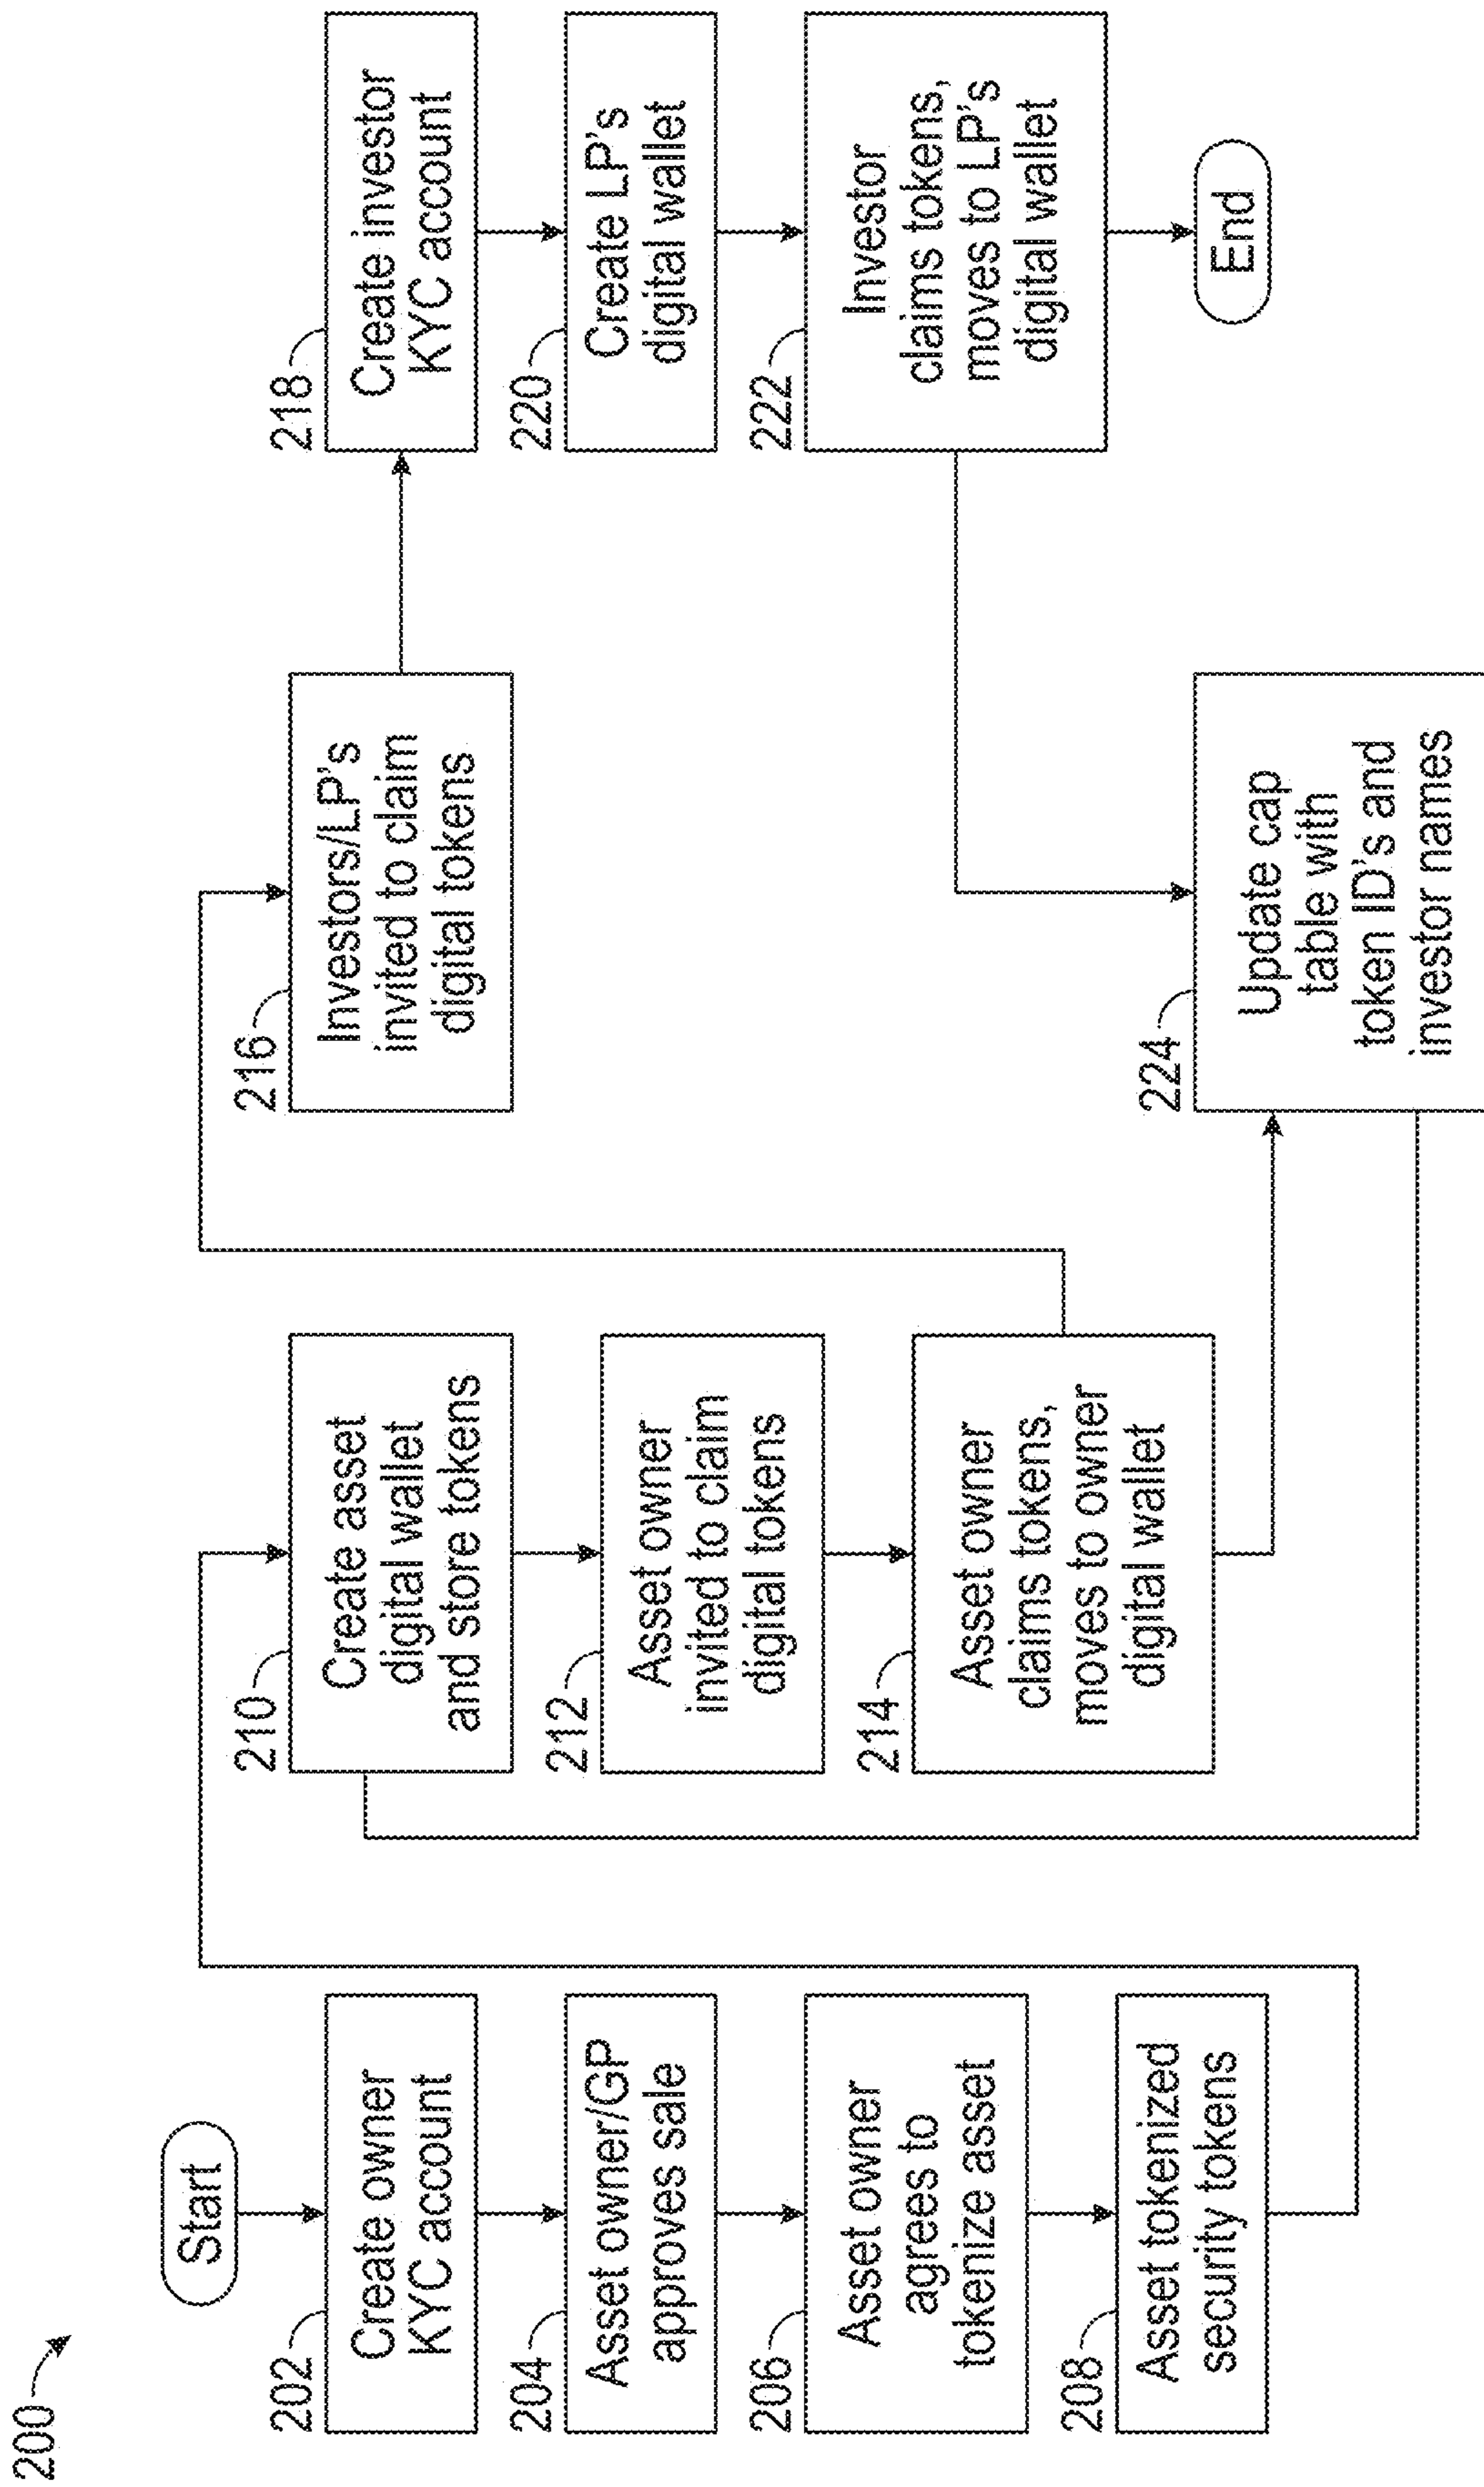 200
Start
202
Create owner
KYC account
204
Asset owner/GP
approves sale
206
Asset owner
agrees to
tokenize asset
208
Asset tokenized
security tokens
210
Create asset
digital wallet
and store tokens
212
Asset owner
invited to claim
digital tokens
214
Asset owner
claims tokens,
moves to owner
digital wallet
216
Investors/LP's
invited to claim
digital tokens
224
Update cap
table with
token ID's and
investor names
218
Create investor
KYC account
220
Create LP's
digital wallet
222
Investor
claims tokens,
moves to LP's
digital wallet
End